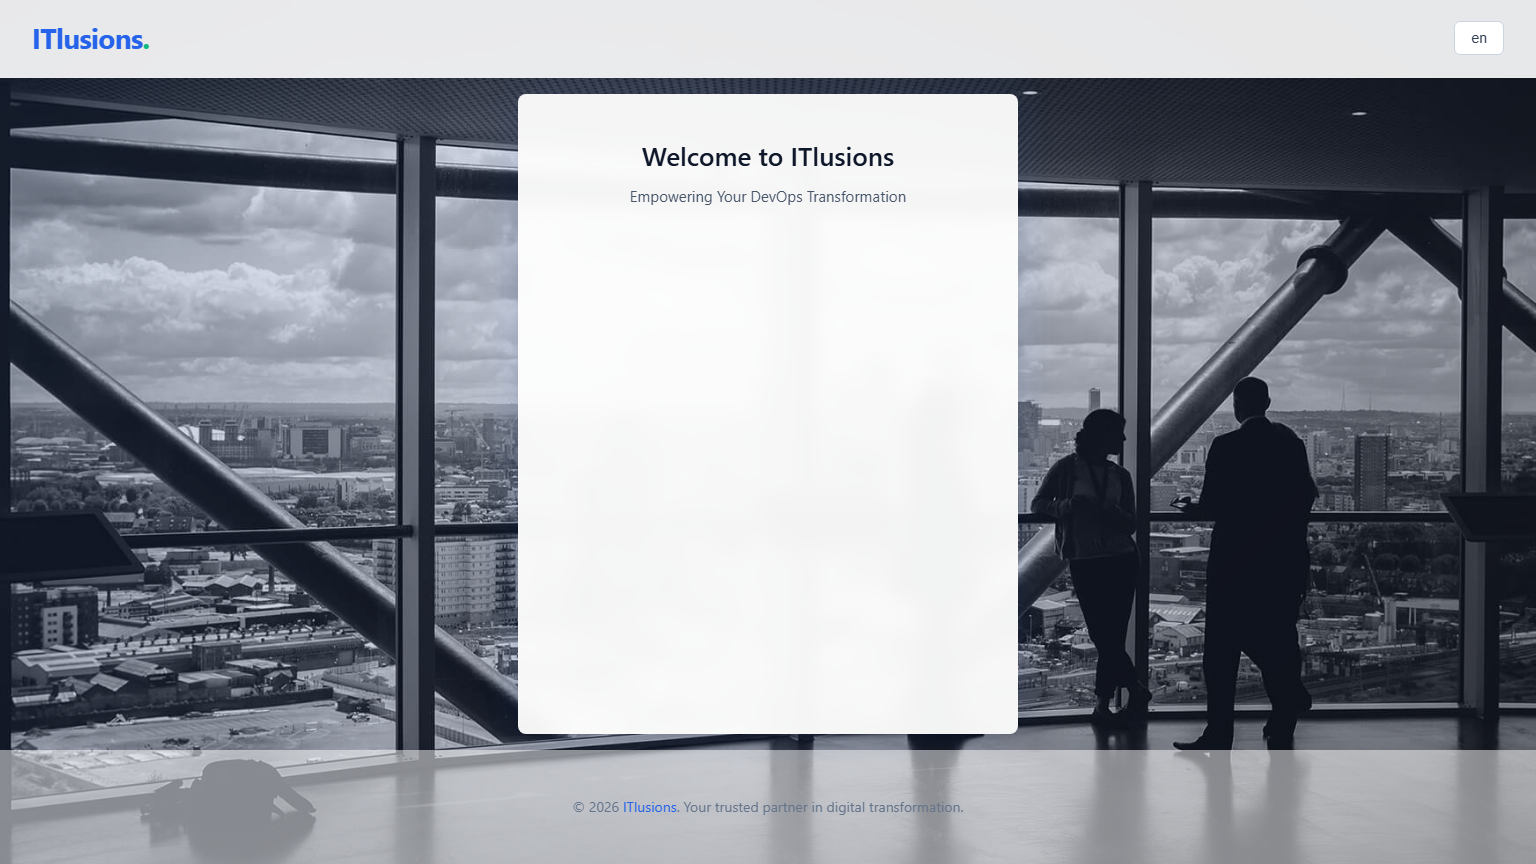 ITlusions.
en
Welcome to ITlusions
Empowering Your DevOps Transformation
© 2026 ITlusions. Your trusted partner in digital transformation.